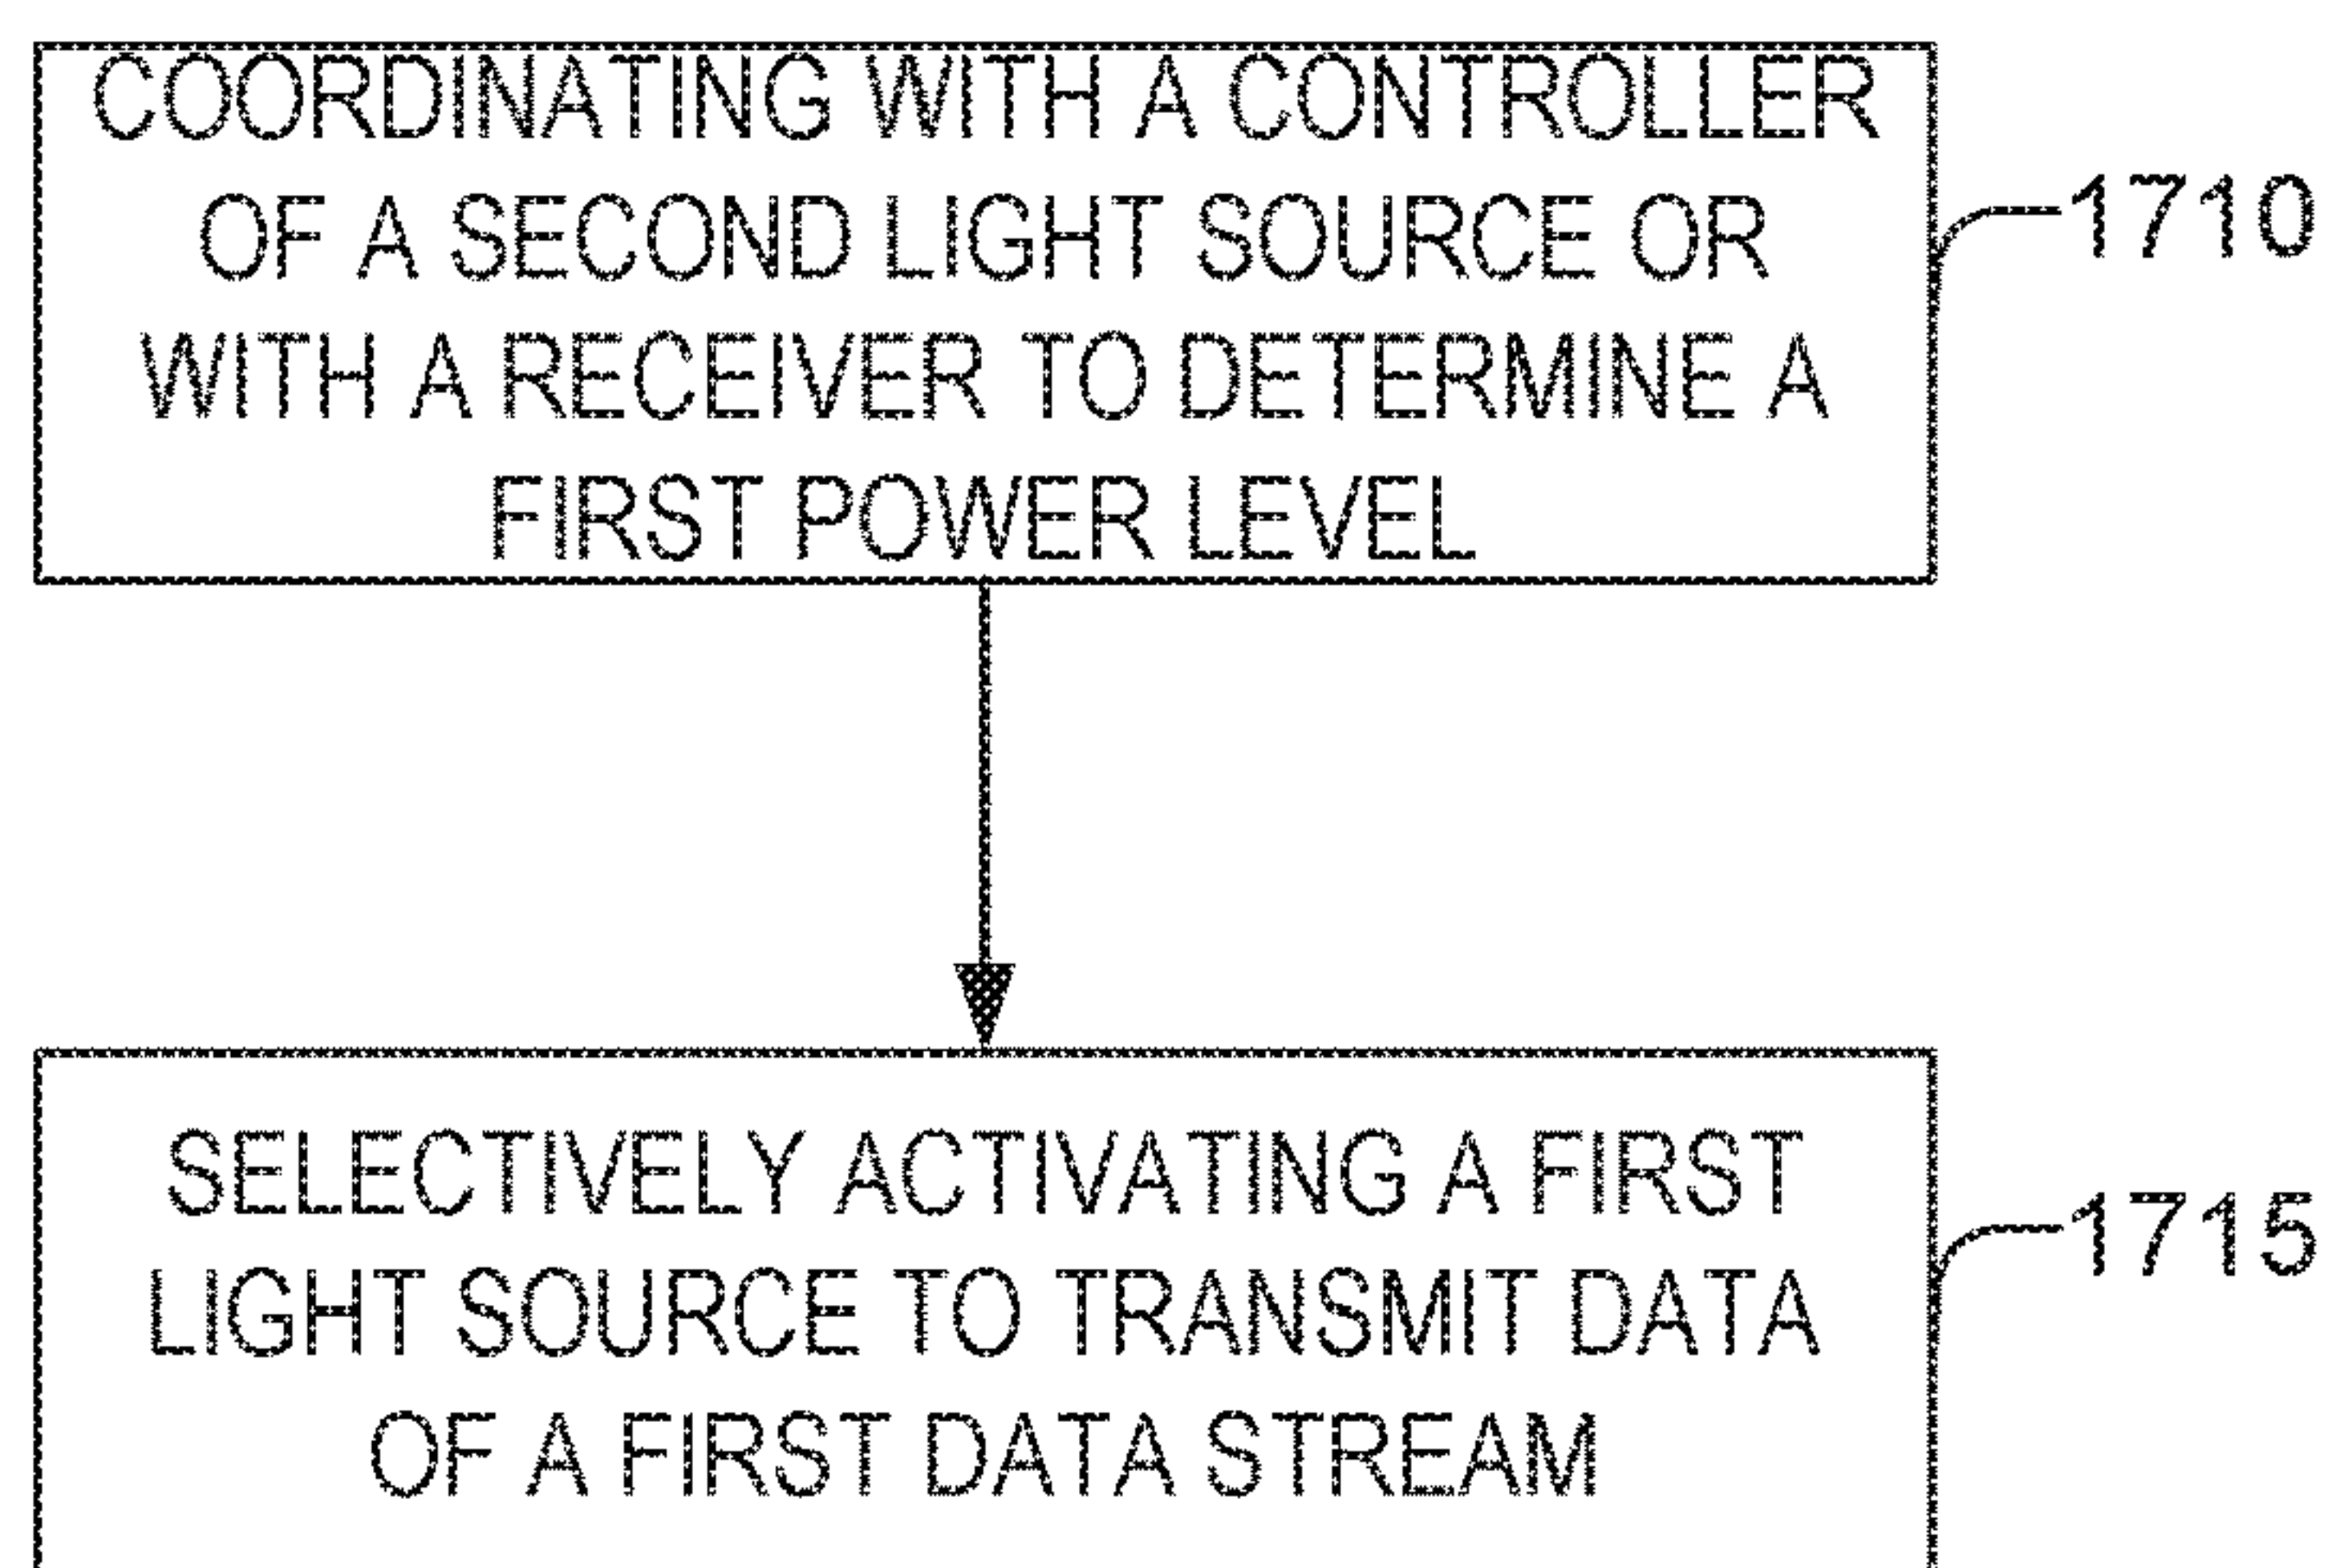 COORDINATING WITH A CONTROLLER
OF A SECOND LIGHT SOURCE OR
WITH A RECEIVER TO DETERMINE A
FIRST POWER LEVEL
1710
SELECTIVELY ACTIVATING A FIRST
LIGHT SOURCE TO TRANSMIT DATA
OF A FIRST DATA STREAM
1715